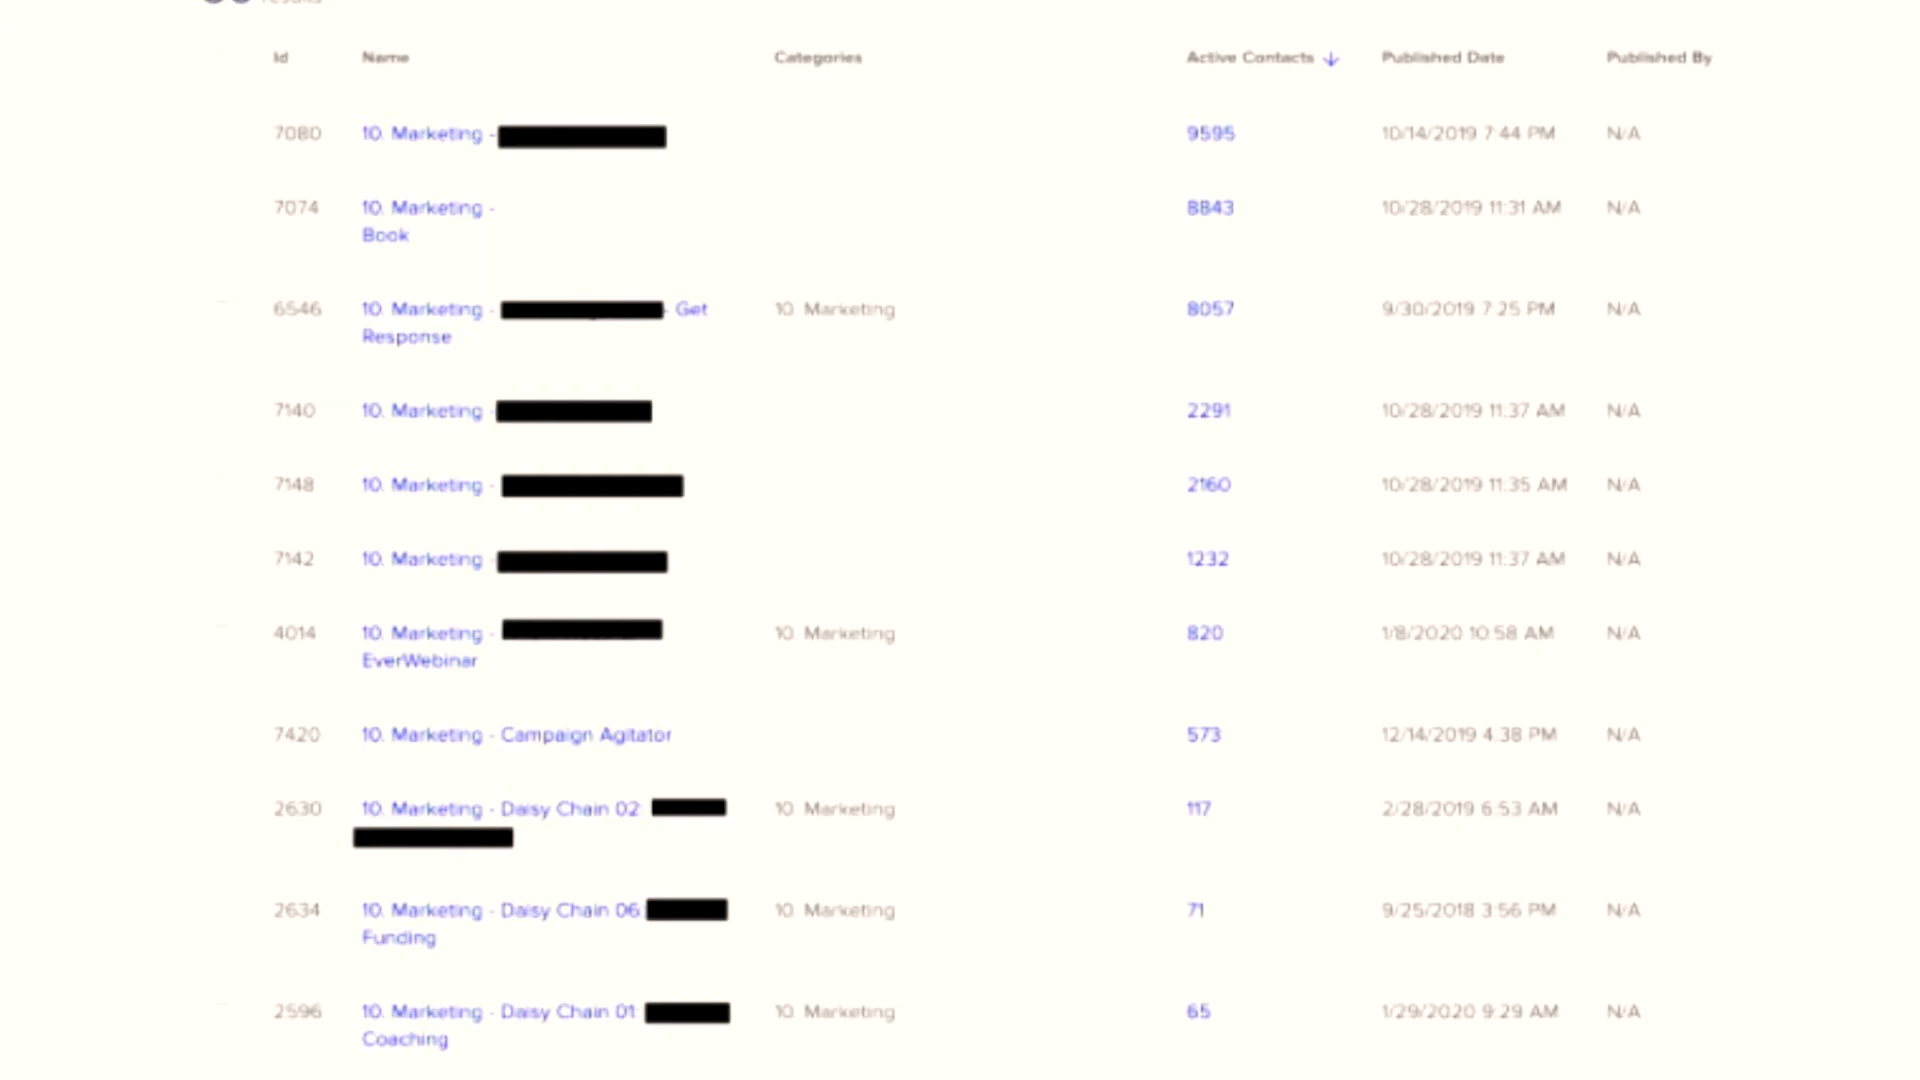 Id Name Categories Active Contacts Published Date Published By
7080 10. Marketing - 9595 10/14/2019 7:44 PM N/A
7074 10. Marketing - 8843 10/28/2019 11:31 AM N/A
Book
6546 10. Marketing - - Get 10. Marketing 8057 9/30/2019 7:25 PM N/A
Response
7140 10. Marketing - 2291 10/28/2019 11:37 AM N/A
7148 10. Marketing - 2160 10/28/2019 11:35 AM N/A
7142 10. Marketing - 1232 10/28/2019 11:37 AM N/A
4014 10. Marketing - 10. Marketing 820 1/8/2020 10:58 AM N/A
EverWebinar
7420 10. Marketing - Campaign Agitator 573 12/14/2019 4:38 PM N/A
2630 10. Marketing - Daisy Chain 02: 10. Marketing 117 2/28/2019 6:53 AM N/A
2634 10. Marketing - Daisy Chain 06: 10. Marketing 71 9/25/2018 3:56 PM N/A
Funding
2596 10. Marketing - Daisy Chain 01: 10. Marketing 65 1/29/2020 9:29 AM N/A
Coaching